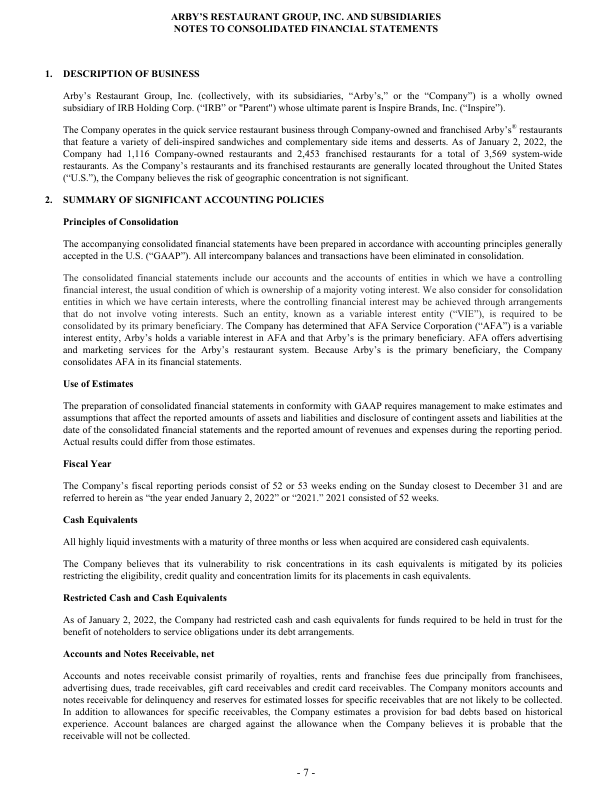 ARBY'S RESTAURANT GROUP, INC. AND SUBSIDIARIES
NOTES TO CONSOLIDATED FINANCIAL STATEMENTS
1. DESCRIPTION OF BUSINESS
Arby's Restaurant Group, Inc. (collectively, with its subsidiaries, “Arby's,” or the “Company”) is a wholly owned
subsidiary of IRB Holding Corp. (“IRB” or "Parent") whose ultimate parent is Inspire Brands, Inc. (“Inspire”).
The Company operates in the quick service restaurant business through Company-owned and franchised Arby's® restaurants
that feature a variety of deli-inspired sandwiches and complementary side items and desserts. As of January 2, 2022, the
Company had 1,116 Company-owned restaurants and 2,453 franchised restaurants for a total of 3,569 system-wide
restaurants. As the Company's restaurants and its franchised restaurants are generally located throughout the United States
(“U.S.”), the Company believes the risk of geographic concentration is not significant.
2. SUMMARY OF SIGNIFICANT ACCOUNTING POLICIES
Principles of Consolidation
The accompanying consolidated financial statements have been prepared in accordance with accounting principles generally
accepted in the U.S. (“GAAP”). All intercompany balances and transactions have been eliminated in consolidation.
The consolidated financial statements include our accounts and the accounts of entities in which we have a controlling
financial interest, the usual condition of which is ownership of a majority voting interest. We also consider for consolidation
entities in which we have certain interests, where the controlling financial interest may be achieved through arrangements
that do not involve voting interests. Such an entity, known as a variable interest entity (“VIE”), is required to be
consolidated by its primary beneficiary. The Company has determined that AFA Service Corporation (“AFA”) is a variable
interest entity, Arby's holds a variable interest in AFA and that Arby's is the primary beneficiary. AFA offers advertising
and marketing services for the Arby's restaurant system. Because Arby's is the primary beneficiary, the Company
consolidates AFA in its financial statements.
Use of Estimates
The preparation of consolidated financial statements in conformity with GAAP requires management to make estimates and
assumptions that affect the reported amounts of assets and liabilities and disclosure of contingent assets and liabilities at the
date of the consolidated financial statements and the reported amount of revenues and expenses during the reporting period.
Actual results could differ from those estimates.
Fiscal Year
The Company's fiscal reporting periods consist of 52 or 53 weeks ending on the Sunday closest to December 31 and are
referred to herein as “the year ended January 2, 2022” or “2021.” 2021 consisted of 52 weeks.
Cash Equivalents
All highly liquid investments with a maturity of three months or less when acquired are considered cash equivalents.
The Company believes that its vulnerability to risk concentrations in its cash equivalents is mitigated by its policies
restricting the eligibility, credit quality and concentration limits for its placements in cash equivalents.
Restricted Cash and Cash Equivalents
As of January 2, 2022, the Company had restricted cash and cash equivalents for funds required to be held in trust for the
benefit of noteholders to service obligations under its debt arrangements.
Accounts and Notes Receivable, net
Accounts and notes receivable consist primarily of royalties, rents and franchise fees due principally from franchisees,
advertising dues, trade receivables, gift card receivables and credit card receivables. The Company monitors accounts and
notes receivable for delinquency and reserves for estimated losses for specific receivables that are not likely to be collected.
In addition to allowances for specific receivables, the Company estimates a provision for bad debts based on historical
experience. Account balances are charged against the allowance when the Company believes it is probable that the
receivable will not be collected.
- 7 -